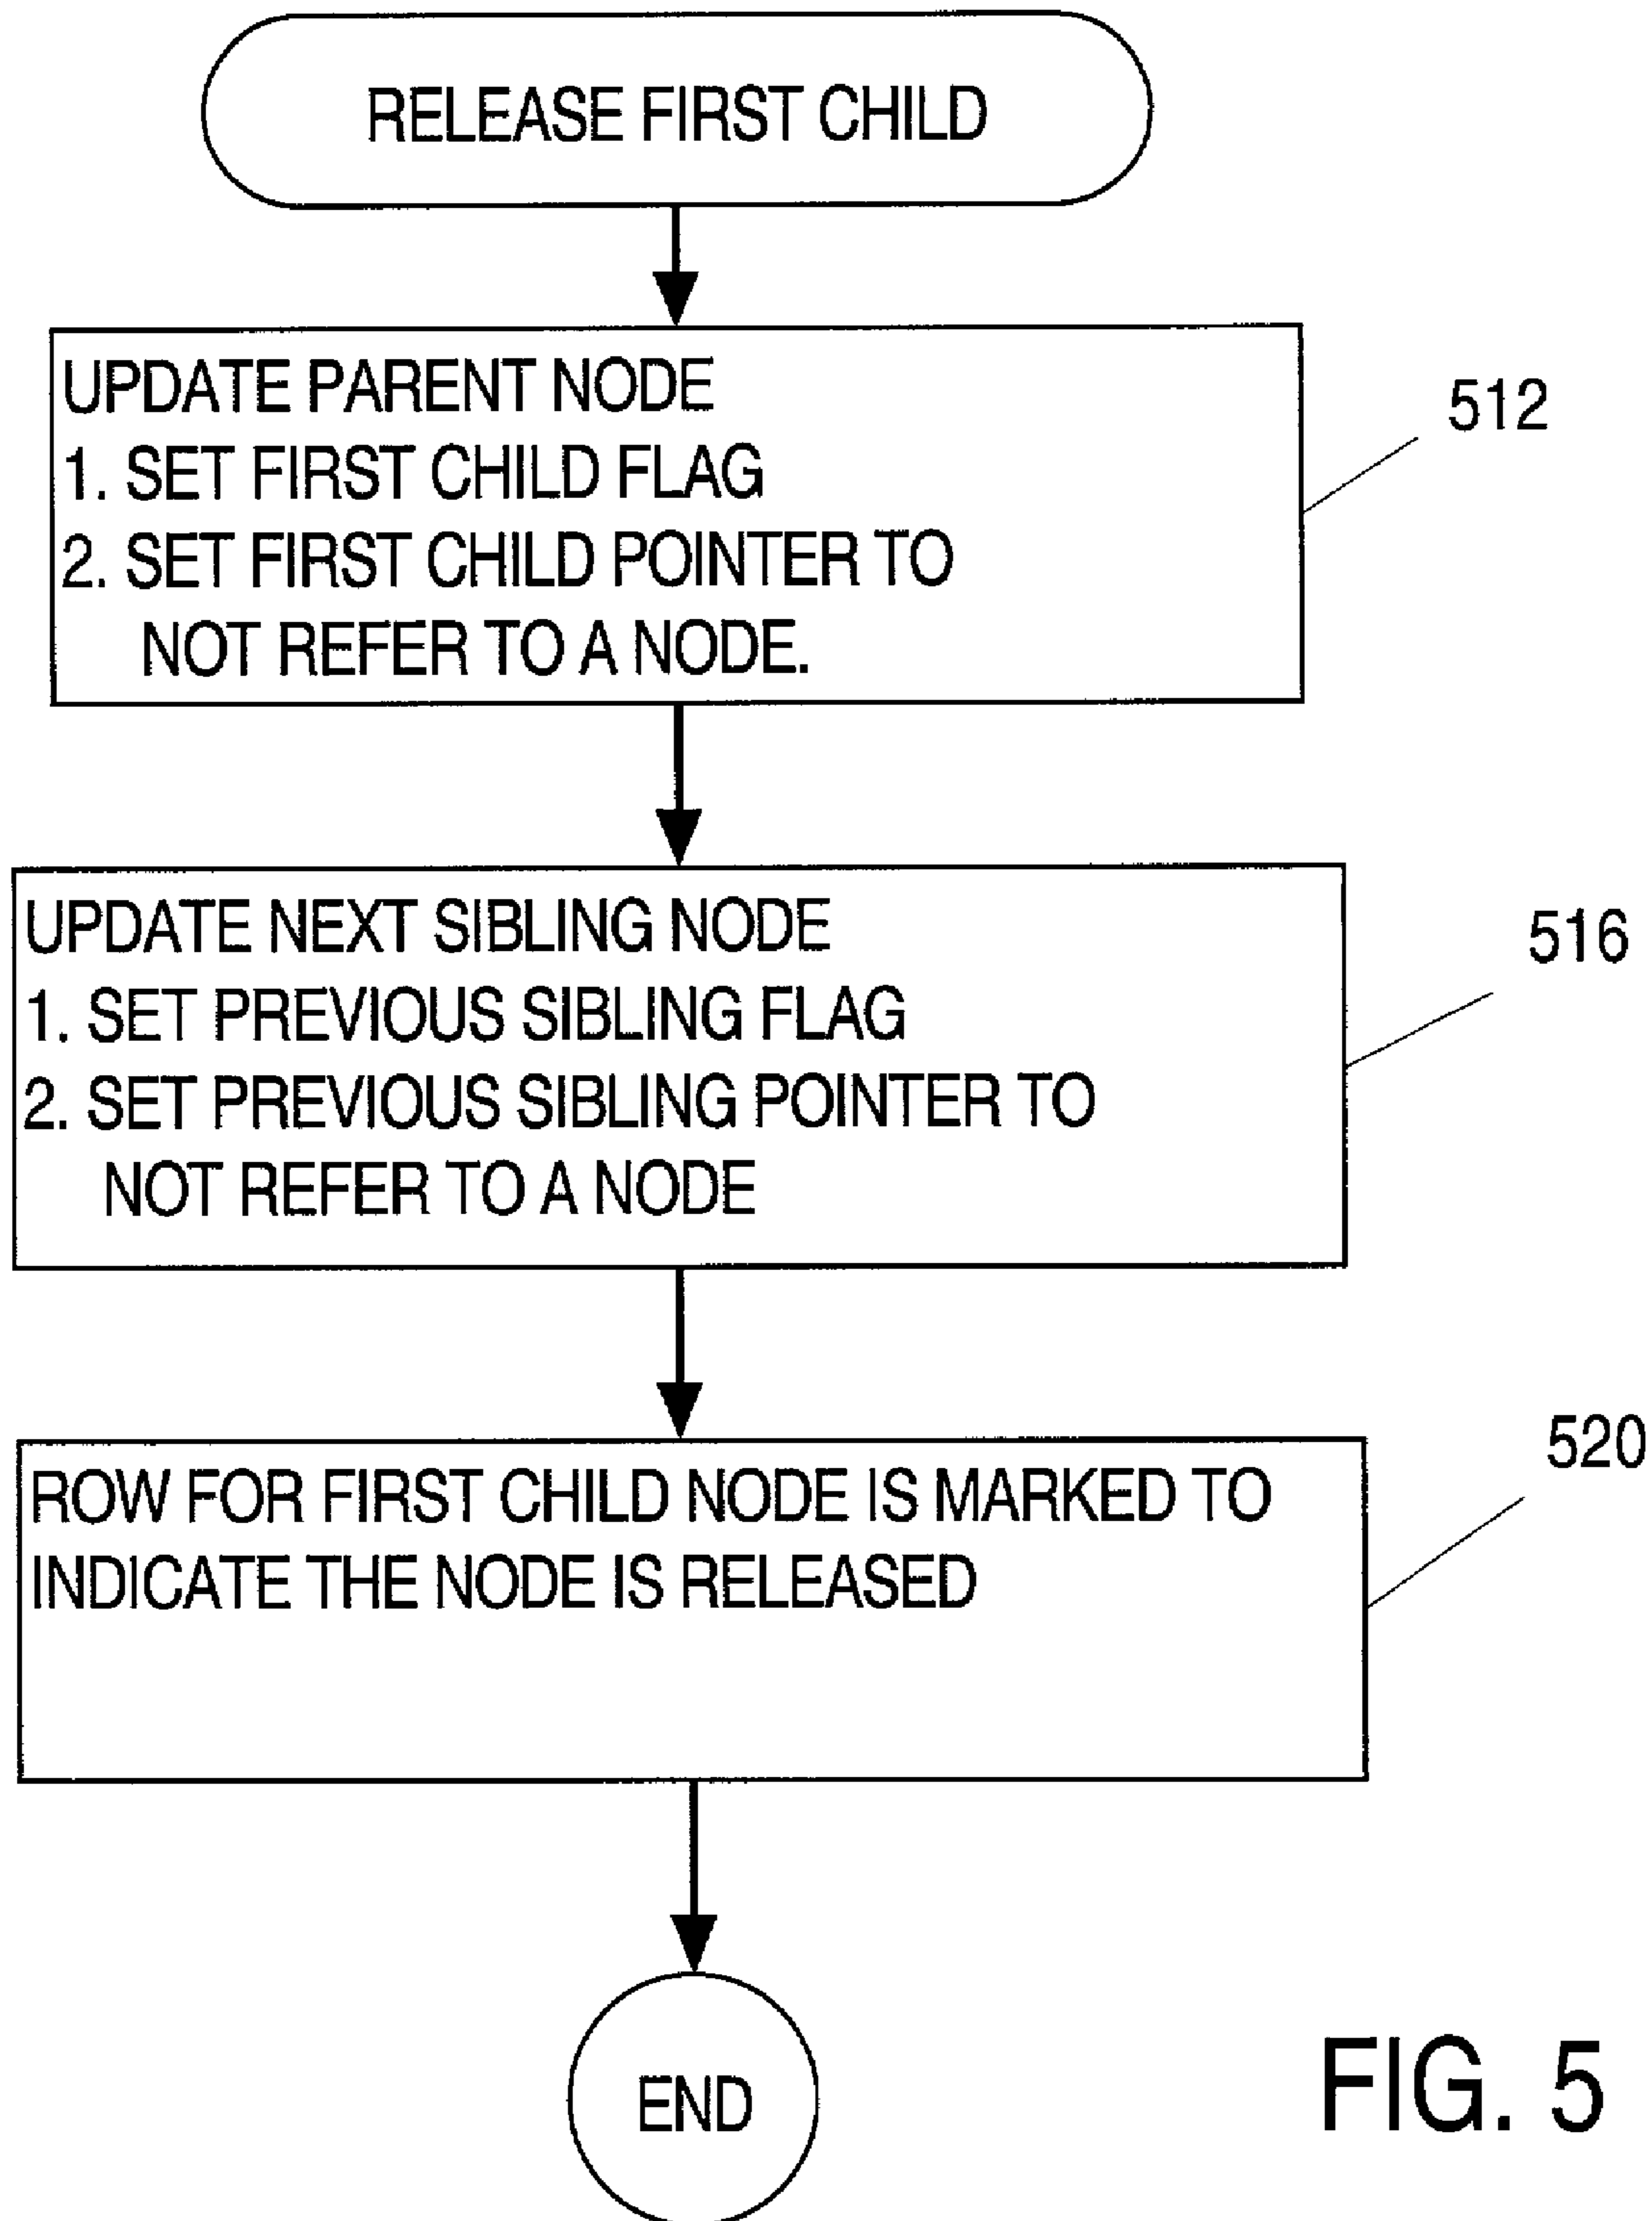 RELEASE FIRST CHILD
UPDATE PARENT NODE
1. SET FIRST CHILD FLAG
2. SET FIRST CHILD POINTER TO
NOT REFER TO A NODE.
512
UPDATE NEXT SIBLING NODE
1. SET PREVIOUS SIBLING FLAG
2. SET PREVIOUS SIBLING POINTER TO
NOT REFER TO A NODE
516
ROW FOR FIRST CHILD NODE IS MARKED TO
INDICATE THE NODE IS RELEASED
520
END
FIG. 5